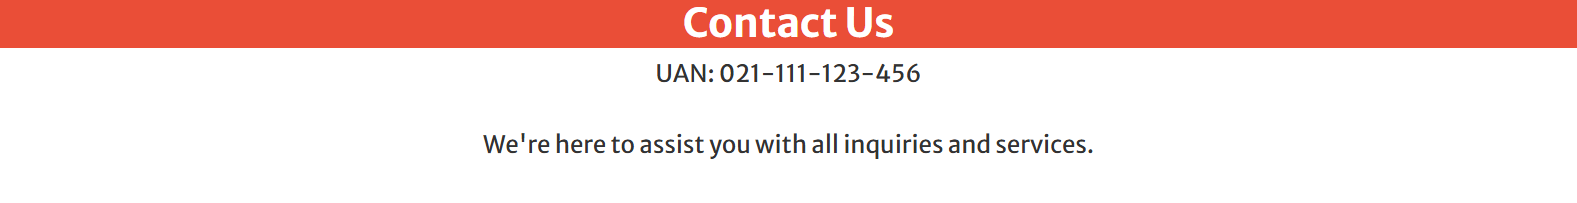 Contact Us
UAN: 021-111-123-456
We're here to assist you with all inquiries and services.